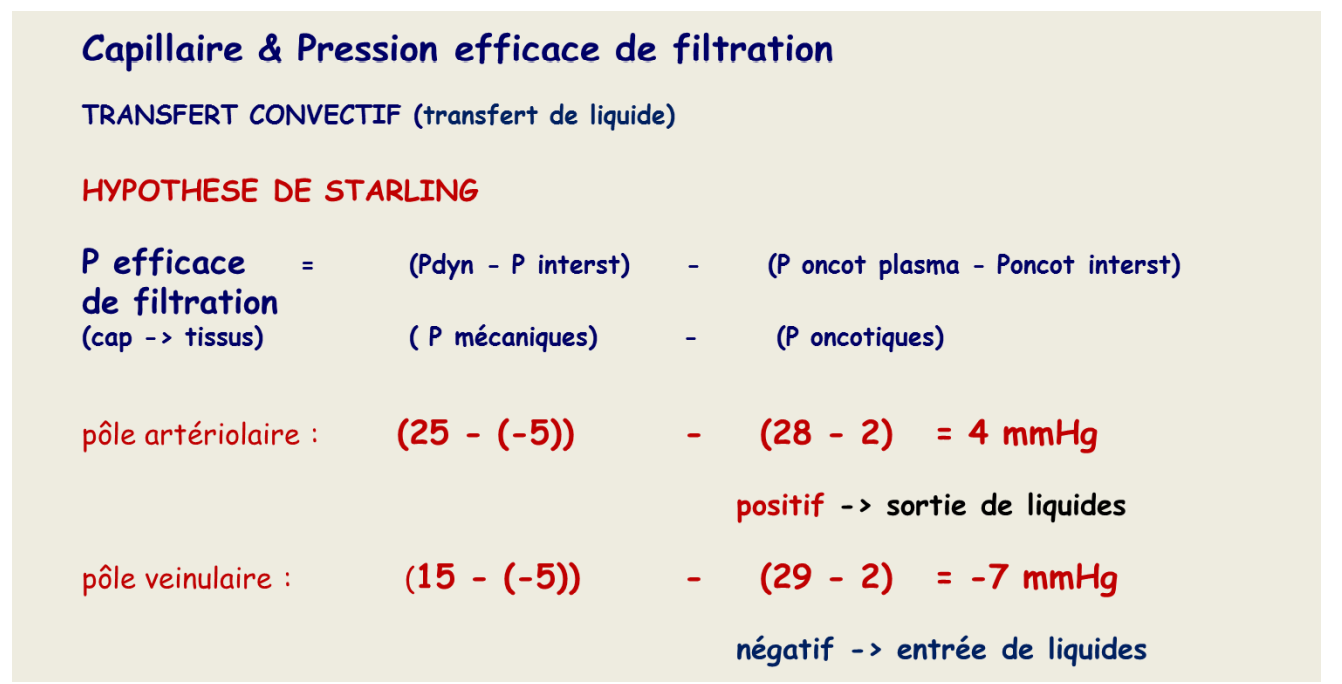 Capillaire & Pression efficace de filtration
TRANSFERT CONVECTIF (transfert de liquide)
HYPOTHESE DE STARLING
P efficace = (Pdyn - P interst) - (P oncot plasma - Poncot interst)
de filtration
(cap -> tissus) ( P mécaniques) - (P oncotiques)
pôle artériolaire : (25 - (-5)) - (28 - 2) = 4 mmHg
positif -> sortie de liquides
pôle veinulaire : (15 - (-5)) - (29 - 2) = -7 mmHg
négatif -> entrée de liquides